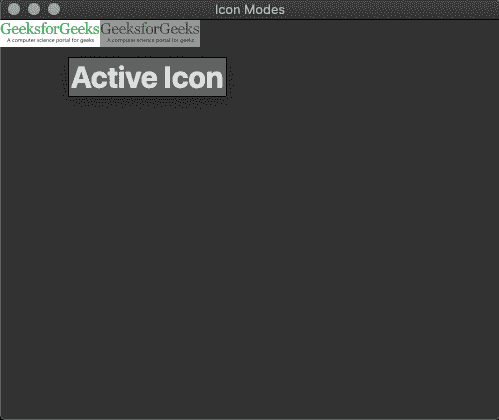 Icon Modes
GeeksforGeeks GeeksforGeeks
A computer science portal for geeks A computer science portal for geeks
Active Icon